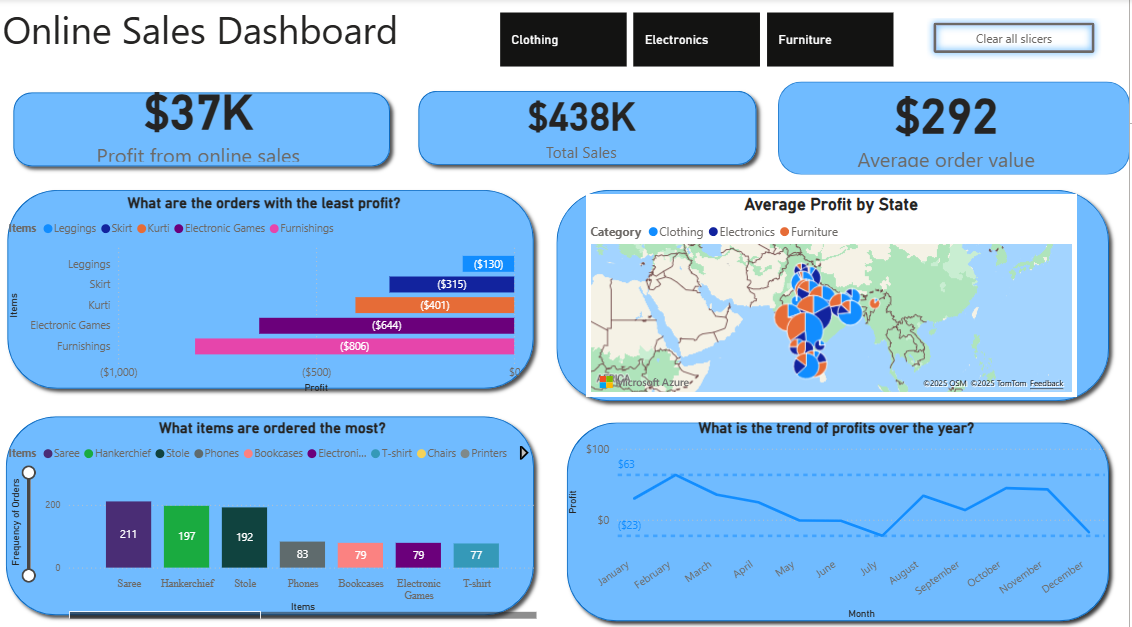 Online Sales Dashboard
Clothing
Electronics
Furniture
Clear all slicers
$37K
Profit from online sales
$438K
Total Sales
$292
Average order value
What are the orders with the least profit?
Items Leggings Skirt Kurti Electronic Games Furnishings
Items
Leggings
($130)
Skirt
($315)
Kurti
($401)
Electronic Games
($644)
Furnishings
($806)
($1,000) ($500) $0
Profit
Average Profit by State
Category Clothing Electronics Furniture
Microsoft Azure
©2025 OSM ©2025 TomTom Feedback
What items are ordered the most?
Items Saree Hankerchief Stole Phones Bookcases Electroni... T-shirt Chairs Printers
Frequency of Orders
200
0
211 197 192 83 79 79 77
Saree Hankerchief Stole Phones Bookcases Electronic Games T-shirt
Items
What is the trend of profits over the year?
Profit
$100
$63
$0
($23)
January February March April May June July August September October November December
Month